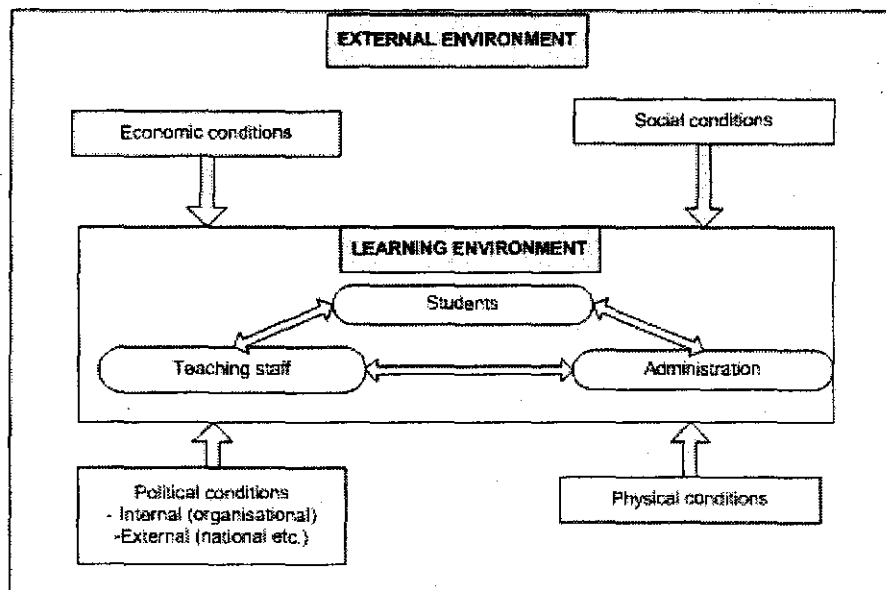 EXTERNAL ENVIRONMENT
Economic conditions
Social conditions
LEARNING ENVIRONMENT
Students
Teaching staff
Administration
Political conditions
- Internal (organisational)
-External (national etc.)
Physical conditions